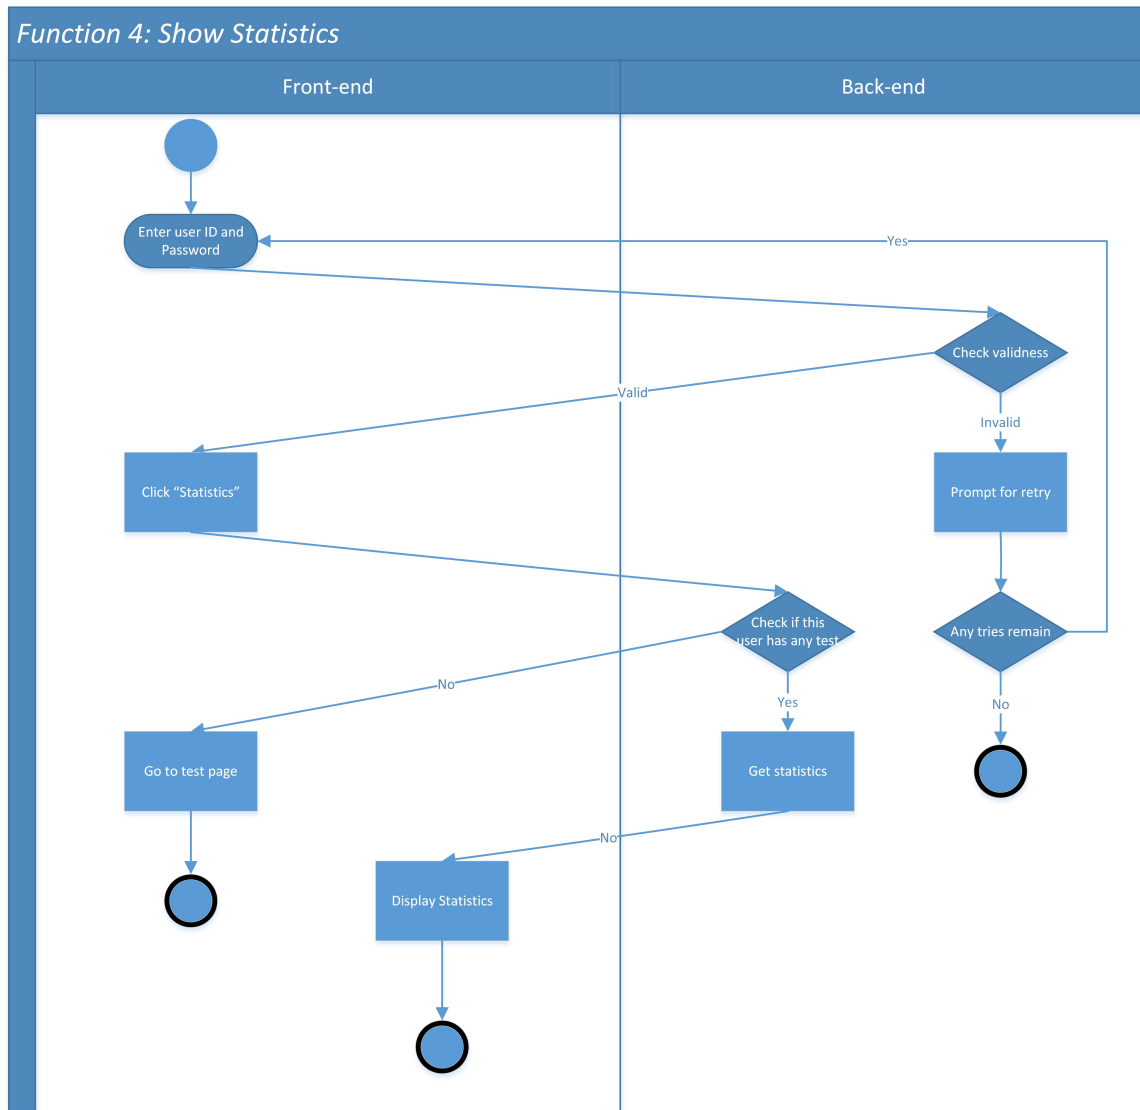 Function 4: Show Statistics
Front-end
Back-end
Enter user ID and
Password
Yes
Check validness
Valid
Invalid
Click “Statistics”
Prompt for retry
Check if this
user has any test
Any tries remain
No
Yes
No
Go to test page
Get statistics
No
Display Statistics